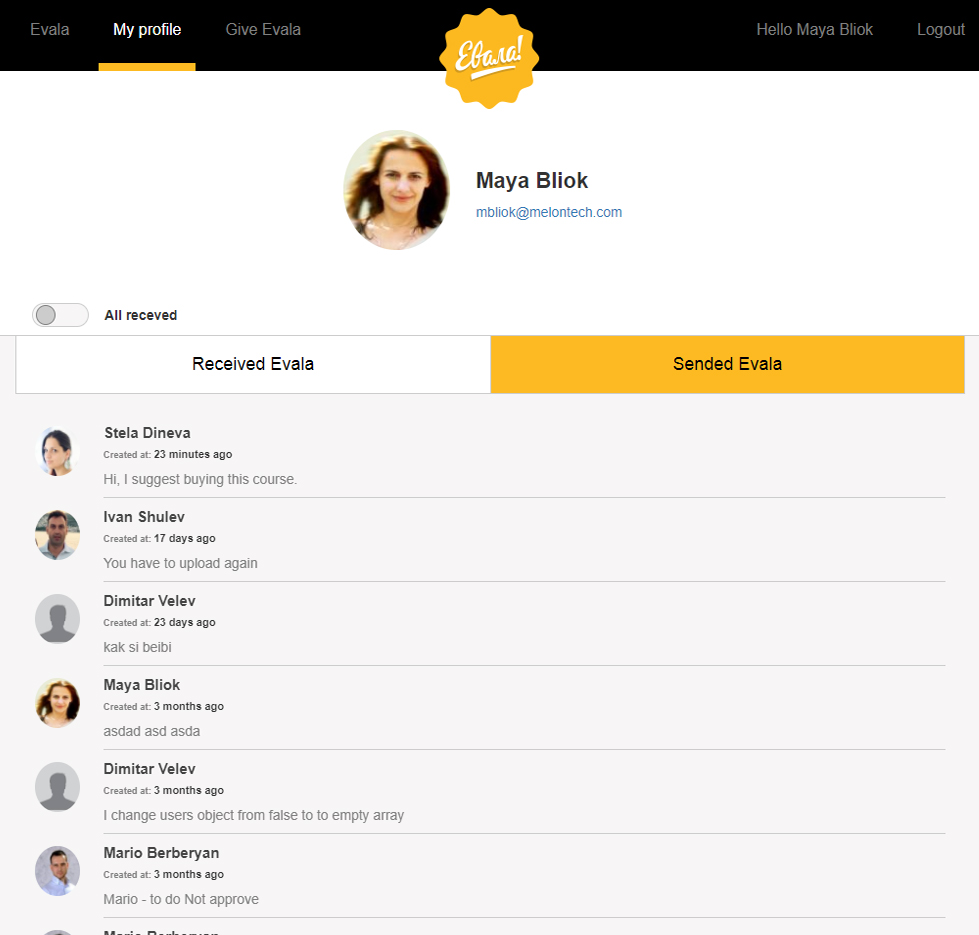 Evala
My profile
Give Evala
Евала!
Hello Maya Bliok
Logout
Maya Bliok
mbliok@melontech.com
All receved
Received Evala
Sended Evala
Stela Dineva
Created at: 23 minutes ago
Hi, I suggest buying this course.
Ivan Shulev
Created at: 17 days ago
You have to upload again
Dimitar Velev
Created at: 23 days ago
kak si beibi
Maya Bliok
Created at: 3 months ago
asdad asd asda
Dimitar Velev
Created at: 3 months ago
I change users object from false to to empty array
Mario Berberyan
Created at: 3 months ago
Mario - to do Not approve
Mario Berberyan